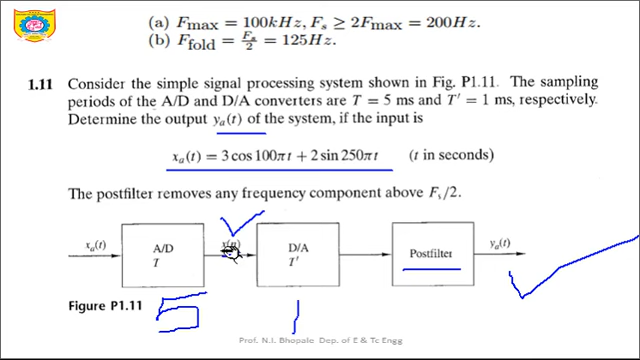 (a) Fmax = 100kHz, Fs ≥ 2Fmax = 200Hz.
(b) Ffold = Fs/2 = 125Hz.
1.11 Consider the simple signal processing system shown in Fig. P1.11. The sampling
periods of the A/D and D/A converters are T = 5 ms and T′ = 1 ms, respectively.
Determine the output ya(t) of the system, if the input is
xa(t) = 3 cos 100πt + 2 sin 250πt (t in seconds)
The postfilter removes any frequency component above Fs/2.
xa(t)
A/D
T
x(n)
D/A
T′
Postfilter
ya(t)
Figure P1.11
5
1
Prof. N.I. Bhopale Dep. of E & Tc Engg